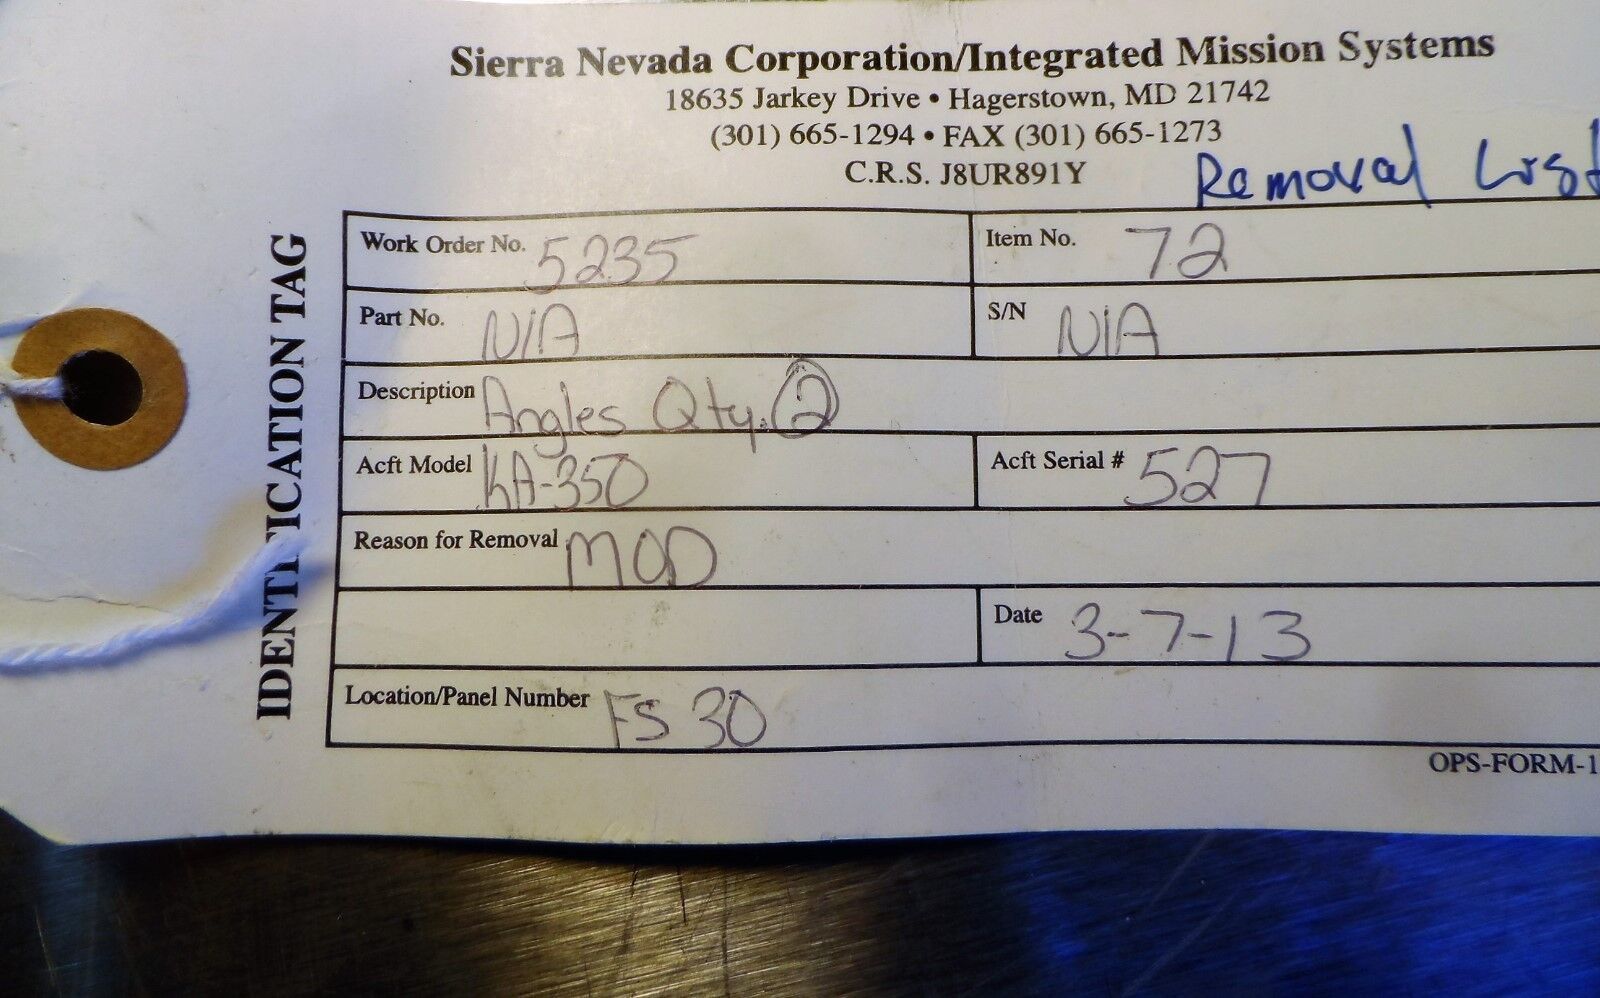 Sierra Nevada Corporation/Integrated Mission Systems
18635 Jarkey Drive • Hagerstown, MD 21742
(301) 665-1294 • FAX (301) 665-1273
C.R.S. J8UR891Y
Removal List
IDENTIFICATION TAG
Work Order No. 5235 Item No. 72
Part No. N/A S/N N/A
Description Angles Qty. 2
Acft Model KA-350 Acft Serial # 527
Reason for Removal MOD
Date 3-7-13
Location/Panel Number FS 30
OPS-FORM-1